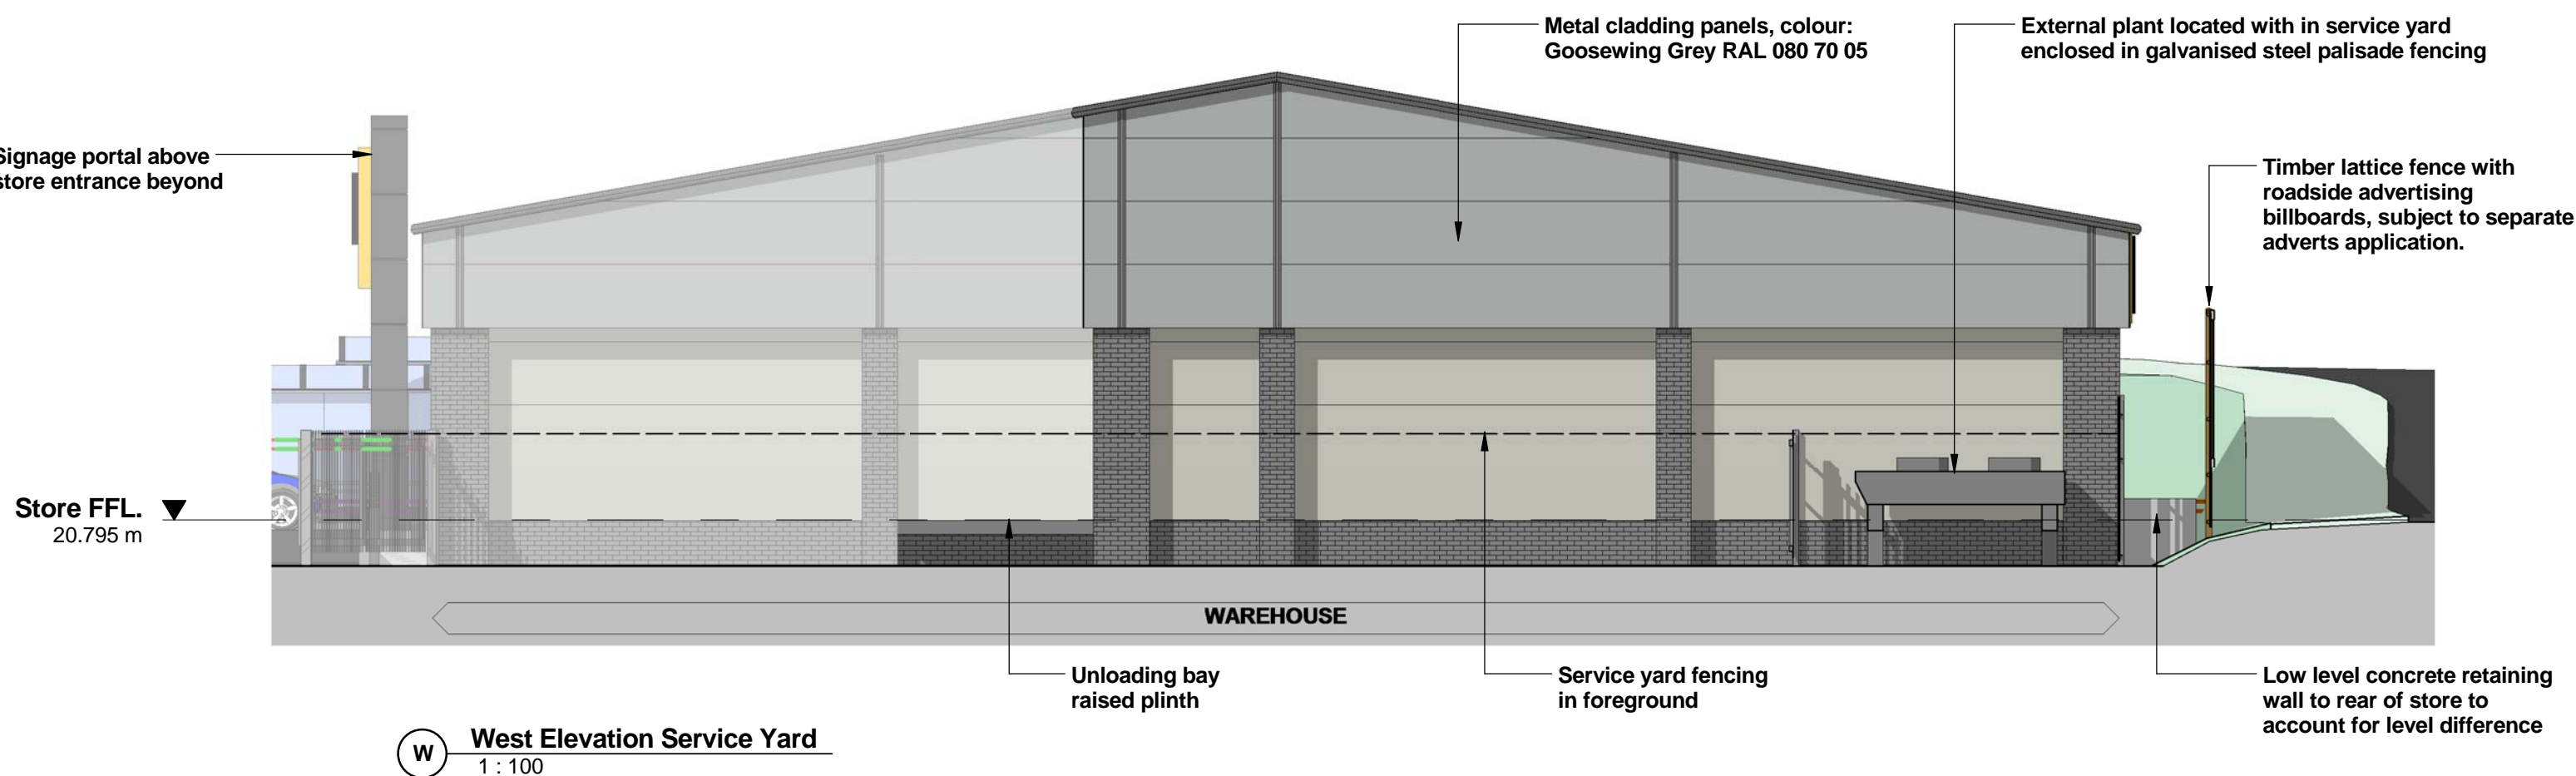 Metal cladding panels, colour:
Goosewing Grey RAL 080 70 05
External plant located with in service yard
enclosed in galvanised steel palisade fencing
Signage portal above
store entrance beyond
Timber lattice fence with
roadside advertising
billboards, subject to separate
adverts application.
Store FFL.
20.795 m
WAREHOUSE
Unloading bay
raised plinth
Service yard fencing
in foreground
Low level concrete retaining
wall to rear of store to
account for level difference
W
West Elevation Service Yard
1 : 100